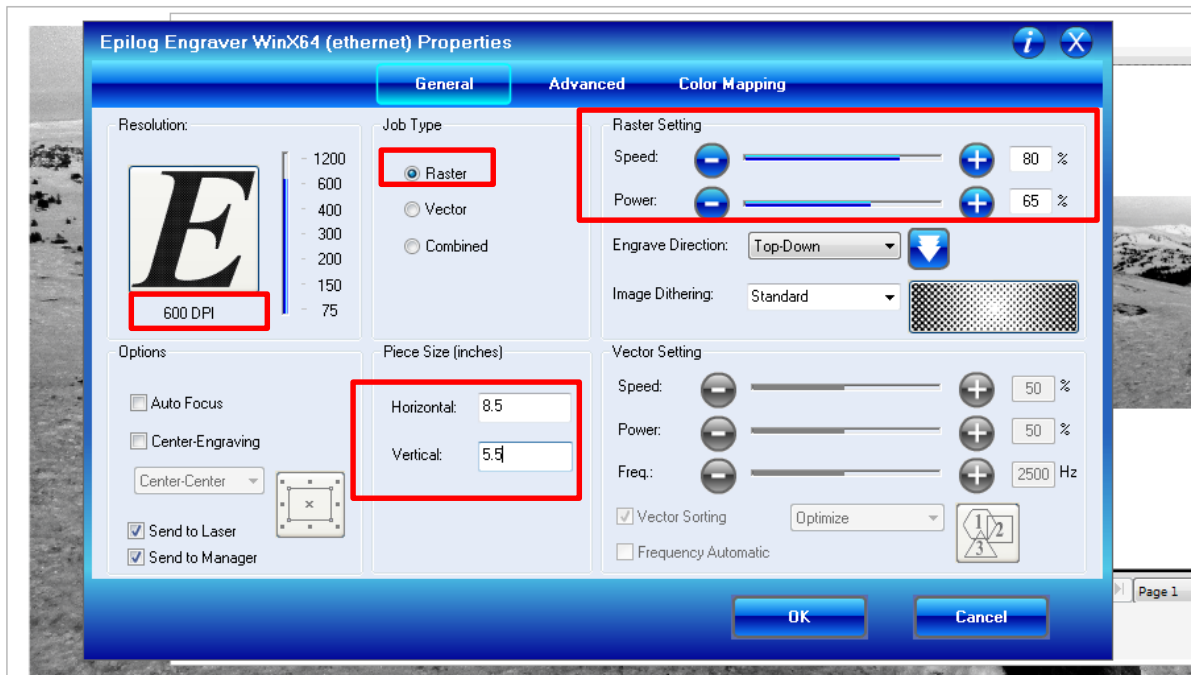 Epilog Engraver WinX64 (ethernet) Properties
i X
General Advanced Color Mapping
Resolution:
E
600 DPI
1200
600
400
300
200
150
75
Job Type
Raster
Vector
Combined
Raster Setting
Speed: 80 %
Power: 65 %
Engrave Direction: Top-Down
Image Dithering: Standard
Options
Auto Focus
Center-Engraving
Center-Center
x
Send to Laser
Send to Manager
Piece Size (inches)
Horizontal: 8.5
Vertical: 5.5
Vector Setting
Speed: 50 %
Power: 50 %
Freq.: 2500 Hz
Vector Sorting Optimize
1 2
3
Frequency Automatic
OK Cancel
Page 1